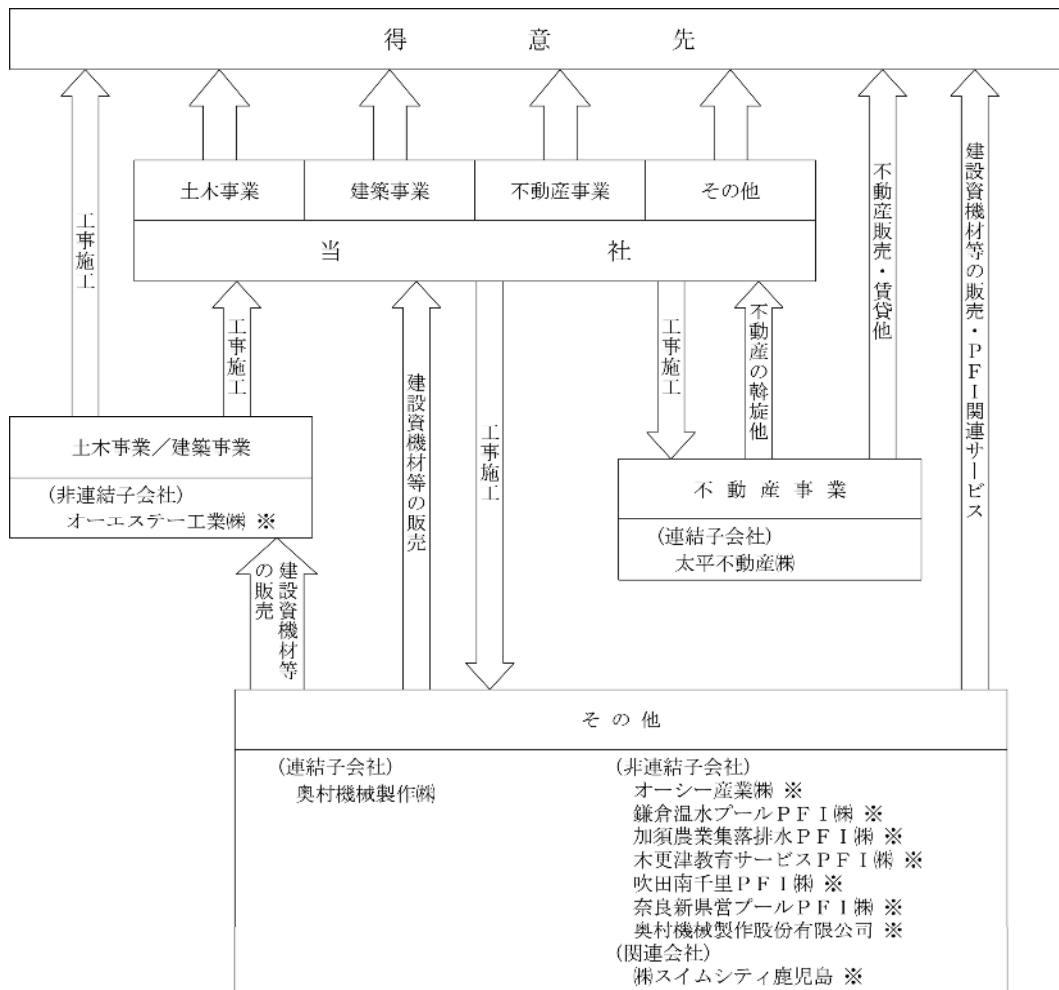 得意先
土木事業
建築事業
不動産事業
その他
当社
工事施工
工事施工
建設資機材等の販売
工事施工
工事施工
不動産の斡旋他
不動産販売・賃貸他
建設資機材等の販売・ＰＦＩ関連サービス
土木事業／建築事業
(非連結子会社)
オーエステー工業㈱ ※
建設資機材等
の販売
不動産事業
(連結子会社)
太平不動産㈱
その他
(連結子会社)
奥村機械製作㈱
(非連結子会社)
オーシー産業㈱ ※
鎌倉温水プールＰＦＩ㈱ ※
加須農業集落排水ＰＦＩ㈱ ※
木更津教育サービスＰＦＩ㈱ ※
吹田南千里ＰＦＩ㈱ ※
奈良新県営プールＰＦＩ㈱ ※
奥村機械製作股份有限公司 ※
(関連会社)
㈱スイムシティ鹿児島 ※